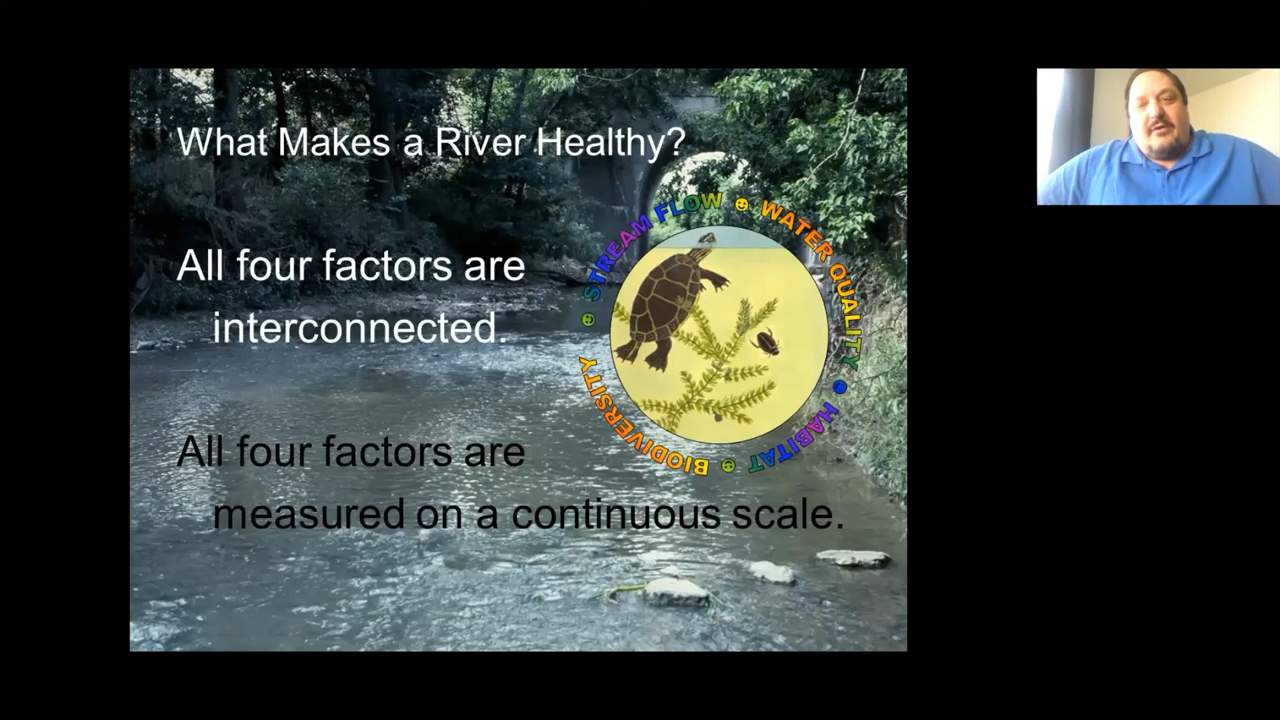 What Makes a River Healthy?
All four factors are
interconnected.
STREAM FLOW
WATER QUALITY
HABITAT
BIODIVERSITY
All four factors are
measured on a continuous scale.